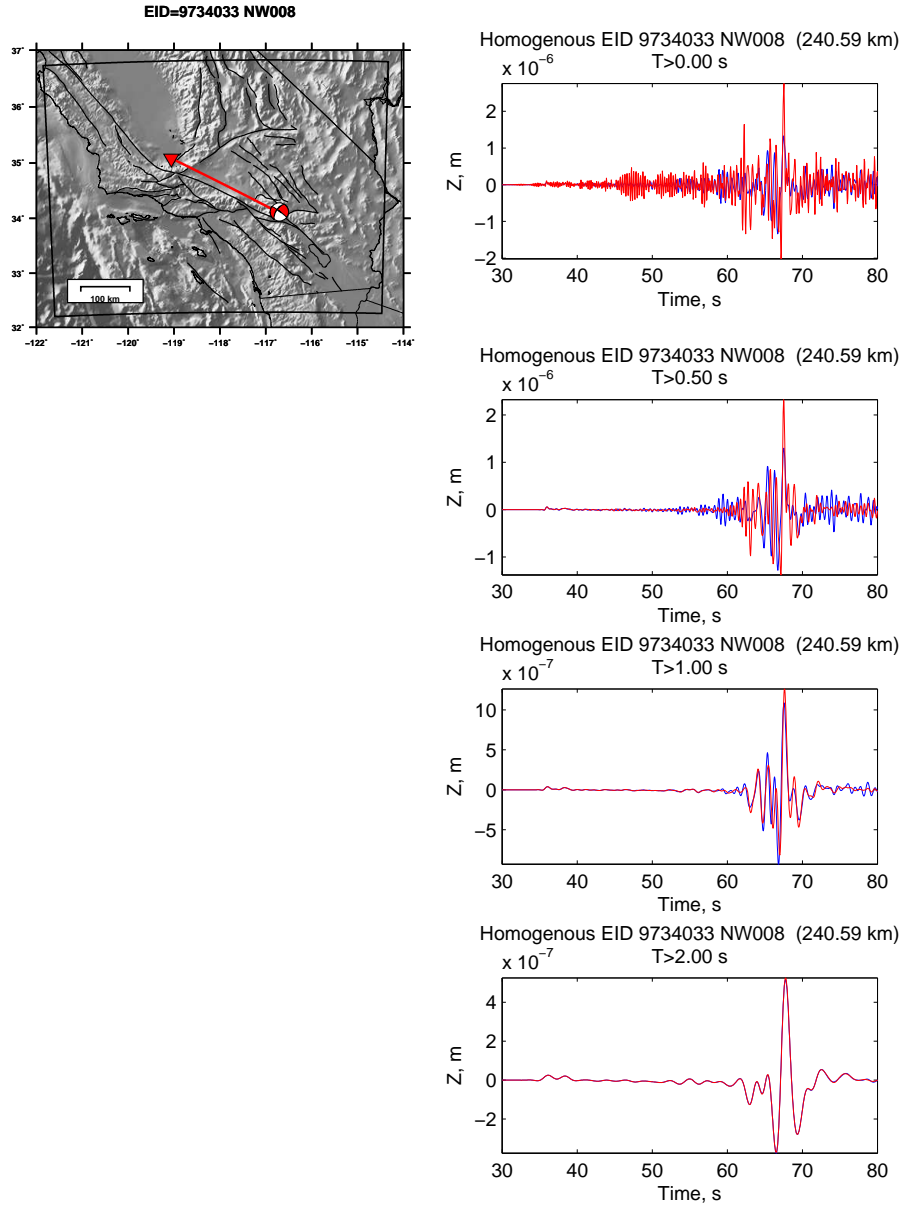 EID=9734033 NW008
37˚
36˚
35˚
34˚
33˚
32˚
100 km
−122˚ −121˚ −120˚ −119˚ −118˚ −117˚ −116˚ −115˚ −114˚
Homogenous EID 9734033 NW008 (240.59 km)
T>0.00 s
x 10−6
2
1
0
−1
−2
Z, m
30 40 50 60 70 80
Time, s
Homogenous EID 9734033 NW008 (240.59 km)
T>0.50 s
x 10−6
2
1
0
−1
Z, m
30 40 50 60 70 80
Time, s
Homogenous EID 9734033 NW008 (240.59 km)
T>1.00 s
x 10−7
10
5
0
−5
Z, m
30 40 50 60 70 80
Time, s
Homogenous EID 9734033 NW008 (240.59 km)
T>2.00 s
x 10−7
4
2
0
−2
Z, m
30 40 50 60 70 80
Time, s